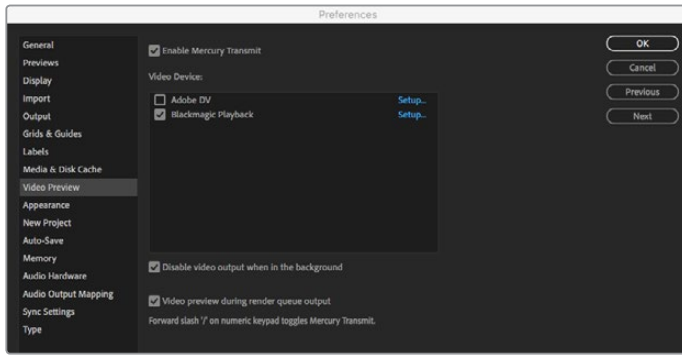 Preferences
General
Previews
Display
Import
Output
Grids & Guides
Labels
Media & Disk Cache
Video Preview
Appearance
New Project
Auto-Save
Memory
Audio Hardware
Audio Output Mapping
Sync Settings
Type
Enable Mercury Transmit
Video Device:
Adobe DV Setup...
Blackmagic Playback Setup...
Disable video output when in the background
Video preview during render queue output
Forward slash '/' on numeric keypad toggles Mercury Transmit.
OK
Cancel
Previous
Next